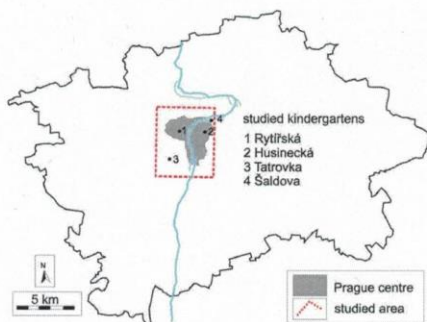 4
studied kindergartens
1
2
1 Rytířská
2 Husinecká
3
3 Tatrovka
4 Šaldova
N
5 km
Prague centre
studied area